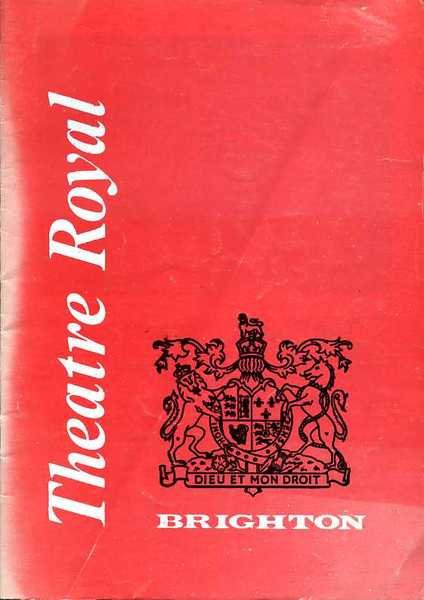 Theatre Royal
DIEU ET MON DROIT
BRIGHTON